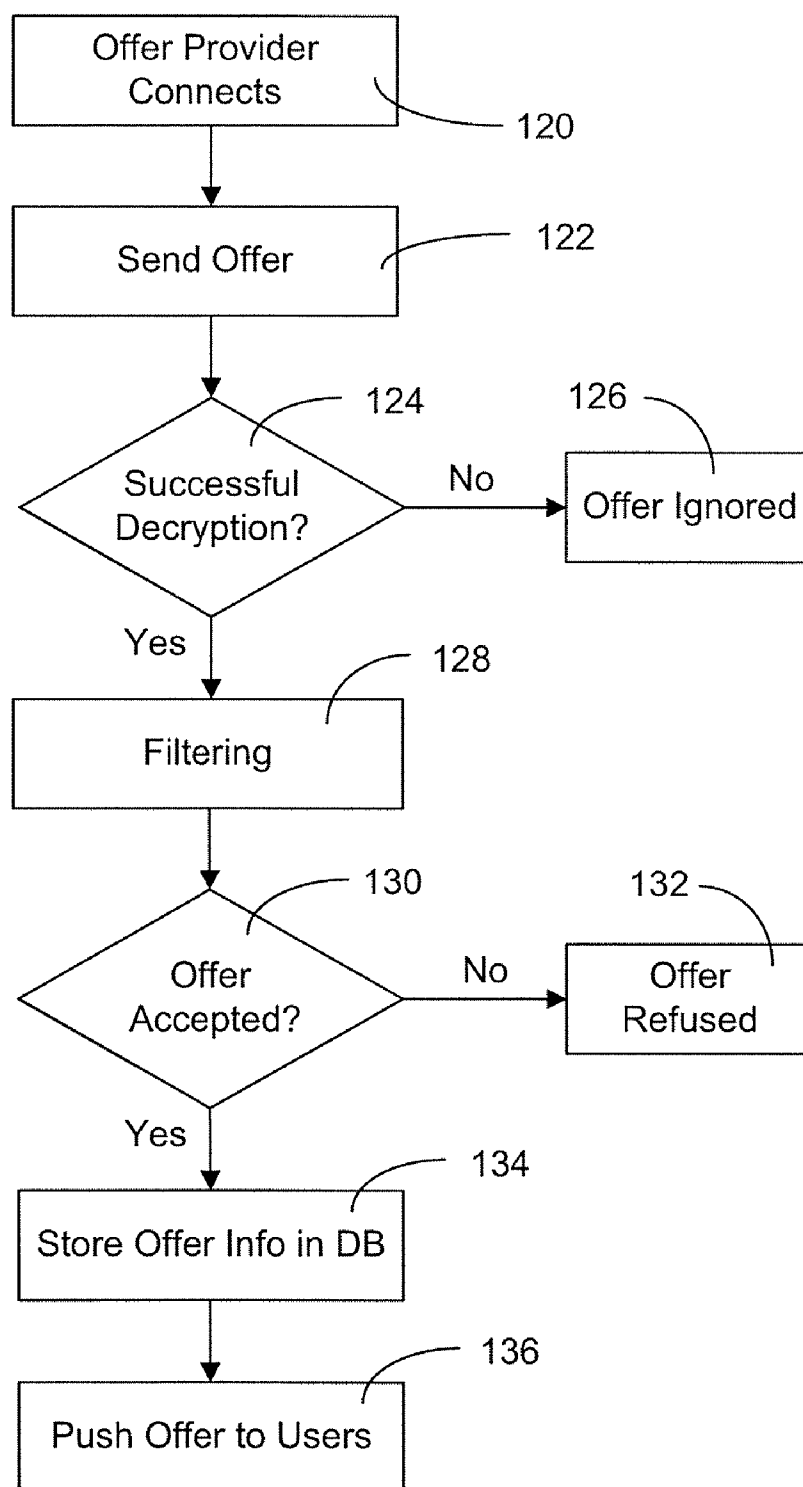 Offer Provider
Connects
120
Send Offer
122
124
Successful
Decryption?
No
126
Offer Ignored
Yes
128
Filtering
130
Offer
Accepted?
No
132
Offer
Refused
Yes
134
Store Offer Info in DB
136
Push Offer to Users